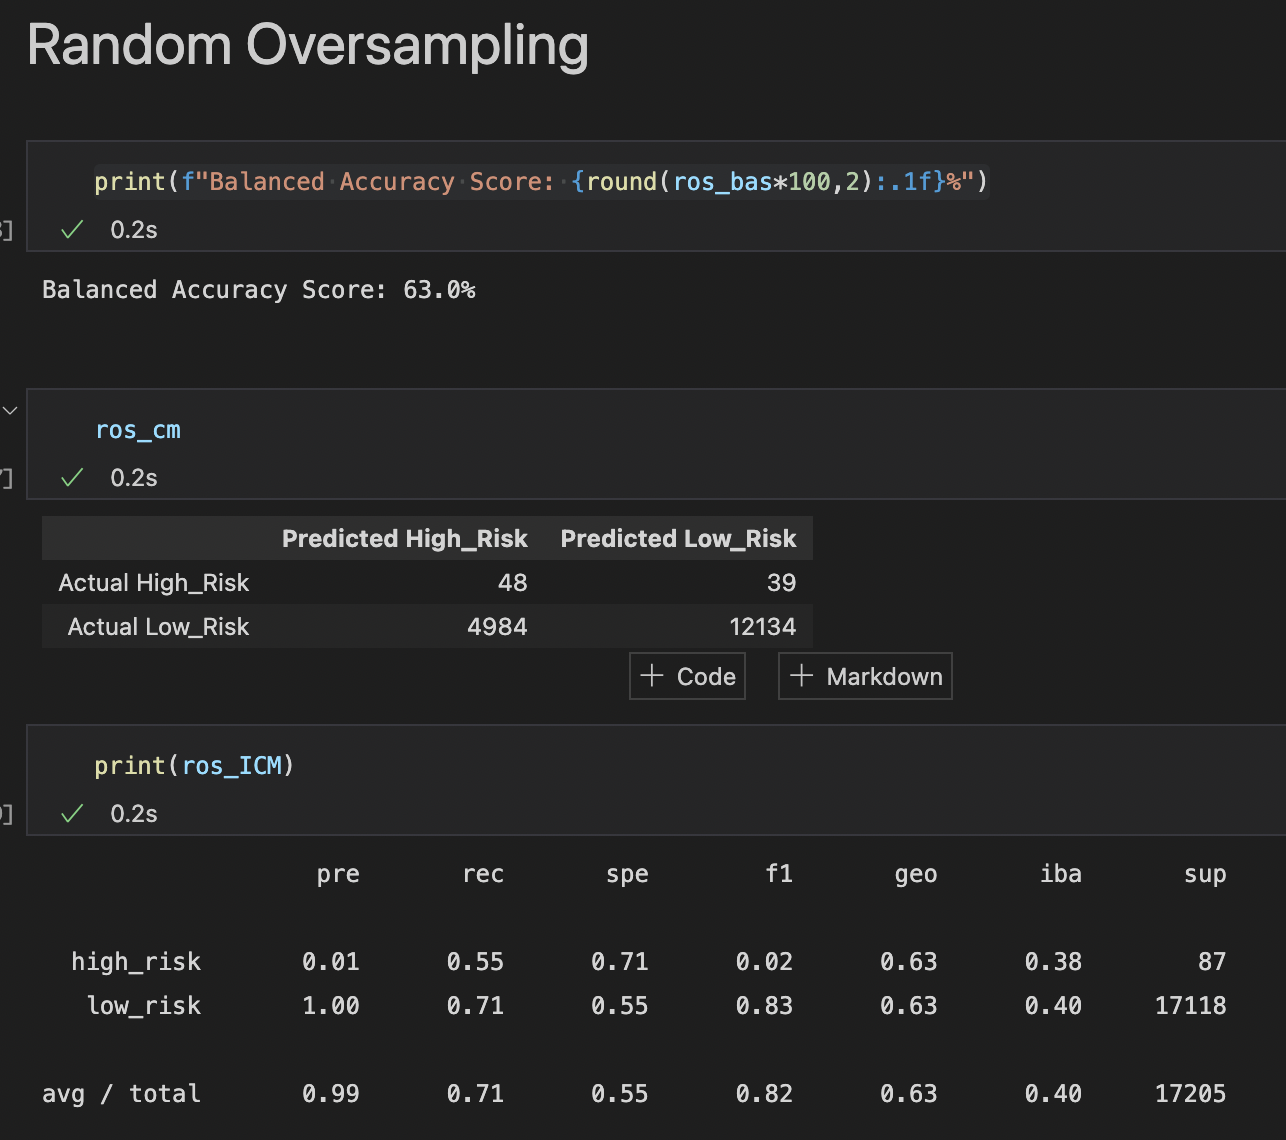 Random Oversampling
print(f"Balanced Accuracy Score: {round(ros_bas*100,2):.1f}%")
]
0.2s
Balanced Accuracy Score: 63.0%
ros_cm
]
0.2s
Predicted High_Risk Predicted Low_Risk
Actual High_Risk 48 39
Actual Low_Risk 4984 12134
+ Code + Markdown
print(ros_ICM)
]
0.2s
pre rec spe f1 geo iba sup
high_risk 0.01 0.55 0.71 0.02 0.63 0.38 87
low_risk 1.00 0.71 0.55 0.83 0.63 0.40 17118
avg / total 0.99 0.71 0.55 0.82 0.63 0.40 17205